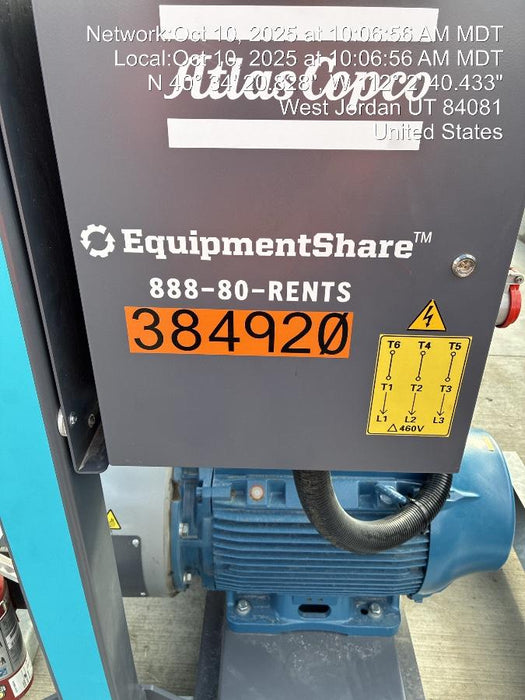 Network:Oct 10, 2025 at 10:06:56 AM MDT
Local:Oct 10, 2025 at 10:06:56 AM MDT
West Jordan UT 84081
United States
Atlas Copco
EquipmentShare™
888-80-RENTS
384920
T6 T4 T5
T1 T2 T3
L1 L2 L3
△ 460V